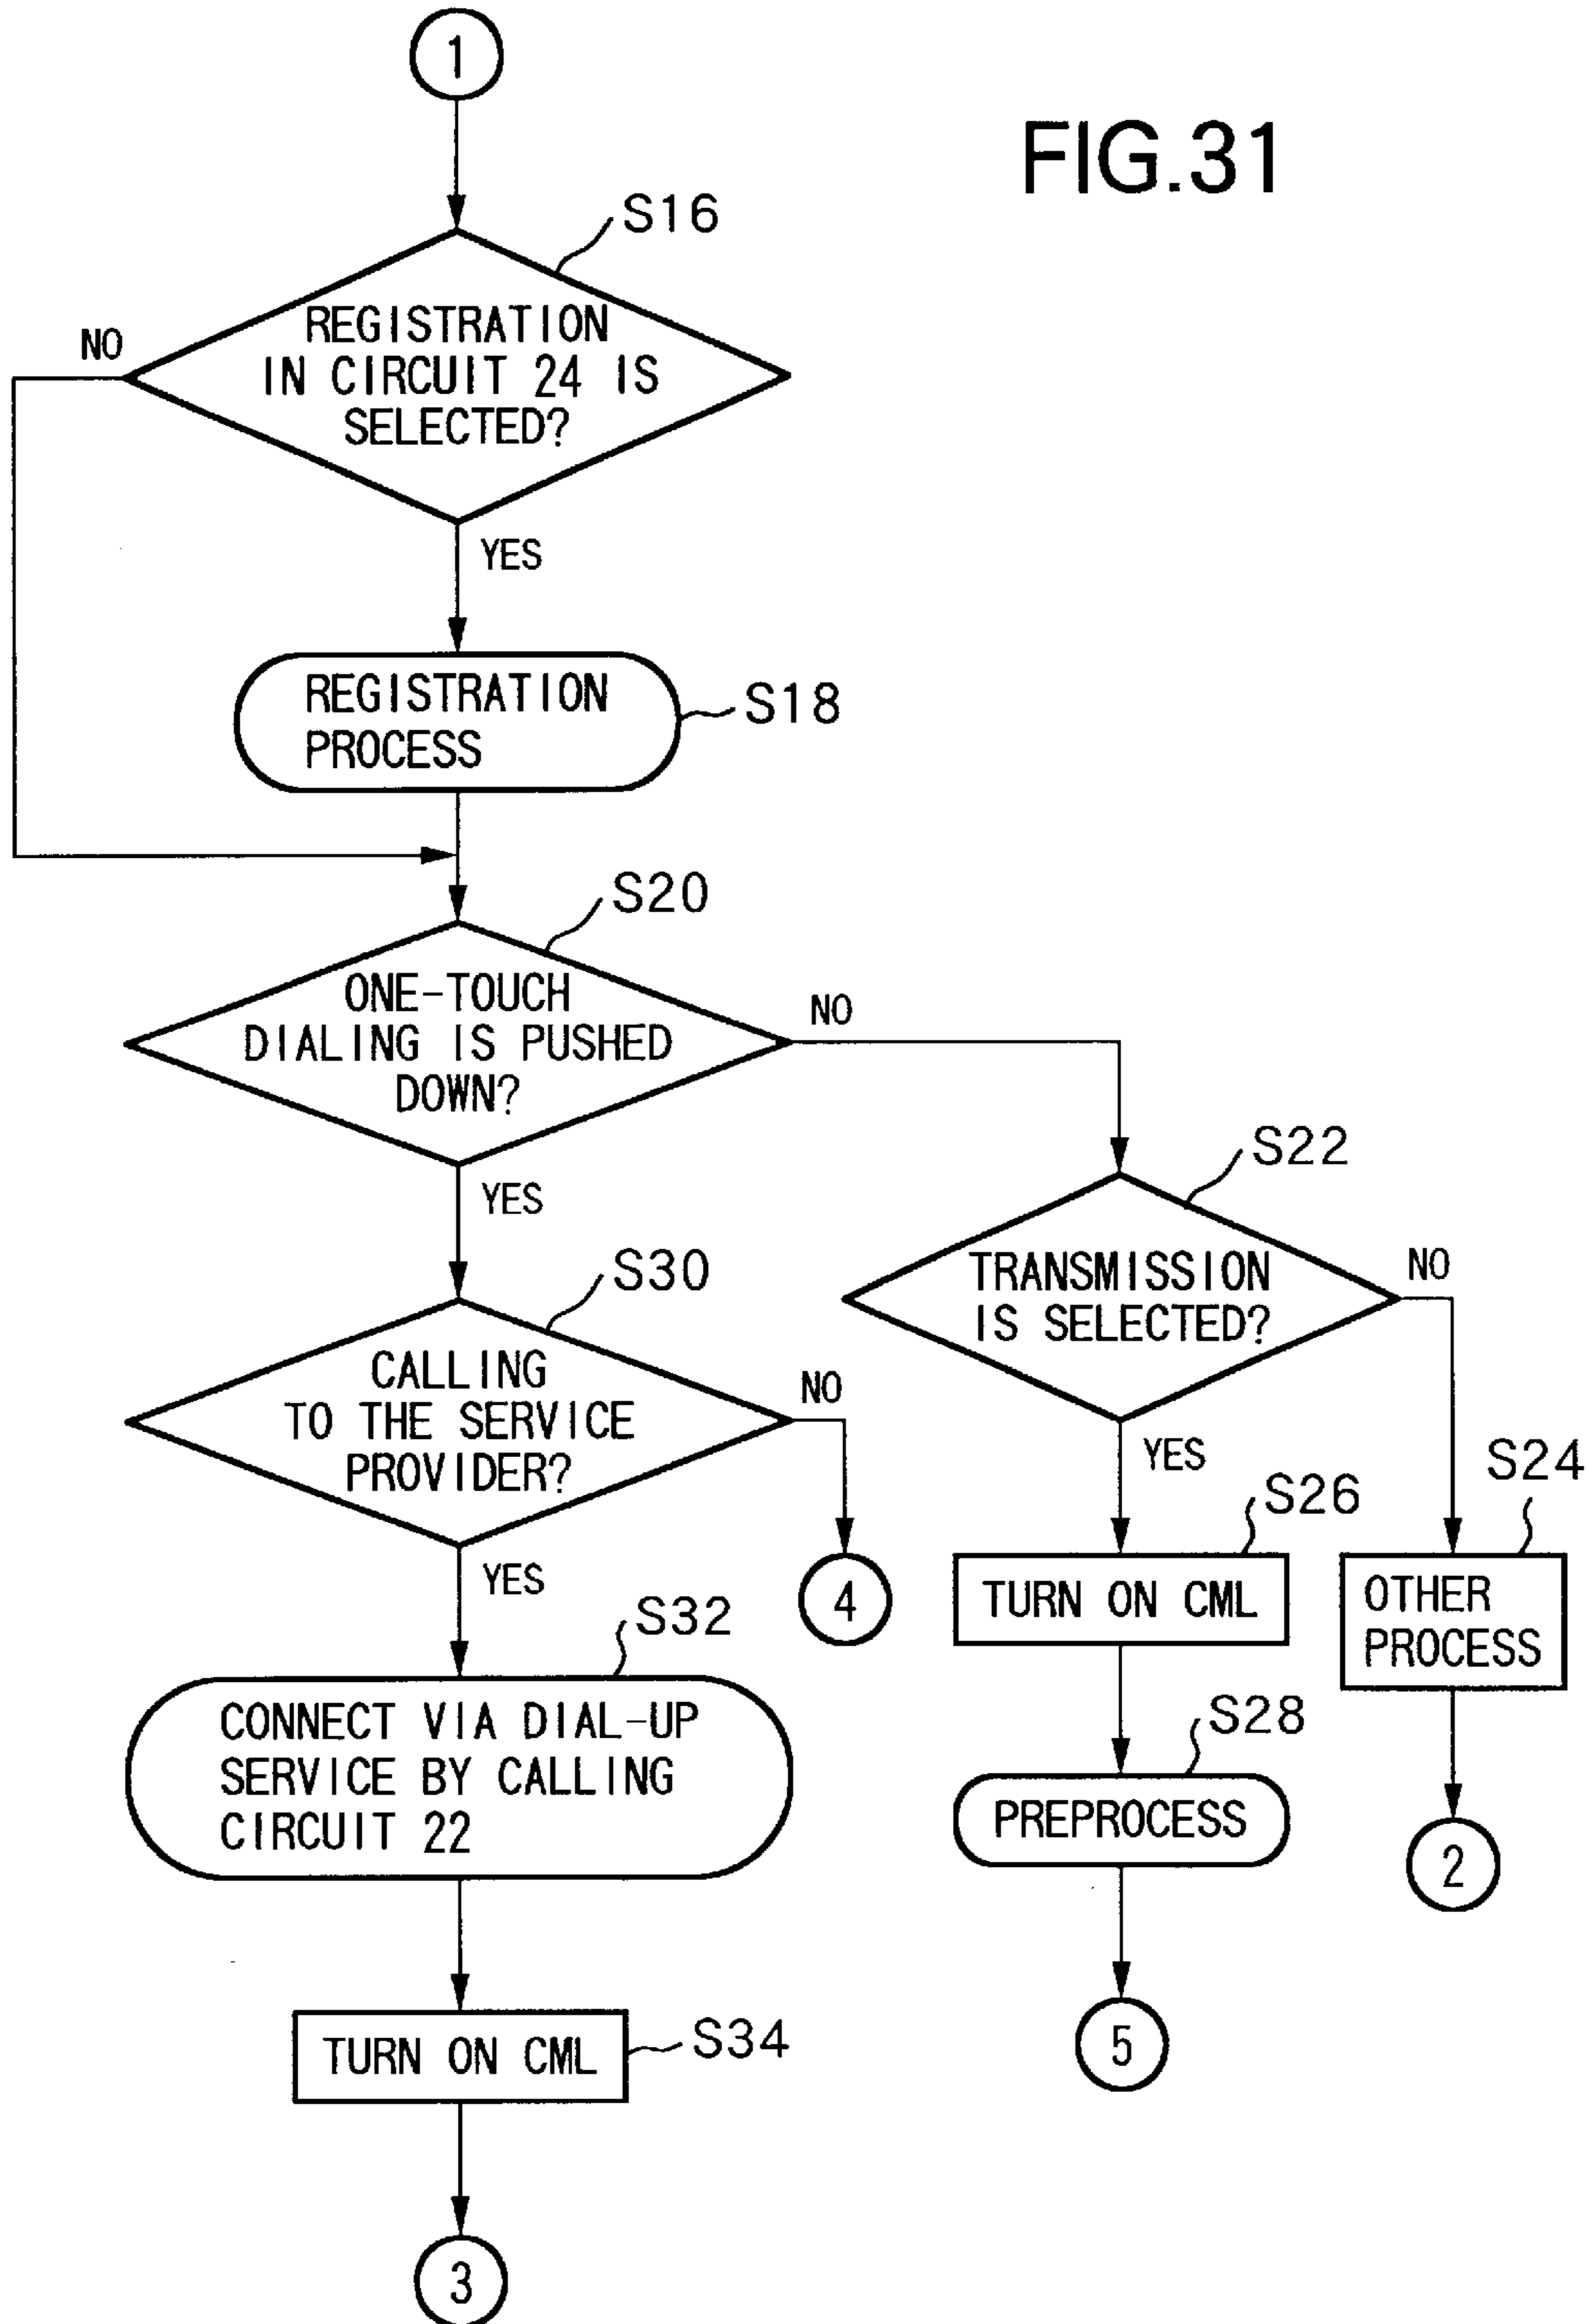 1
FIG.31
S16
REGISTRATION
IN CIRCUIT 24 IS
SELECTED?
NO
YES
REGISTRATION
PROCESS
S18
S20
ONE-TOUCH
DIALING IS PUSHED
DOWN?
NO
YES
S22
TRANSMISSION
IS SELECTED?
NO
YES
S30
CALLING
TO THE SERVICE
PROVIDER?
NO
YES
4
S26
TURN ON CML
S24
OTHER
PROCESS
S32
CONNECT VIA DIAL-UP
SERVICE BY CALLING
CIRCUIT 22
S28
PREPROCESS
2
TURN ON CML
S34
5
3